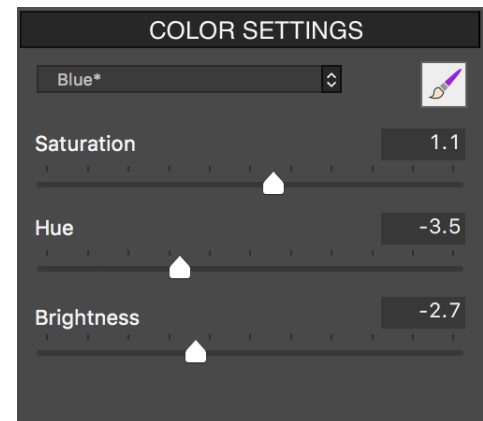 COLOR SETTINGS
Blue*
Saturation 1.1
Hue -3.5
Brightness -2.7